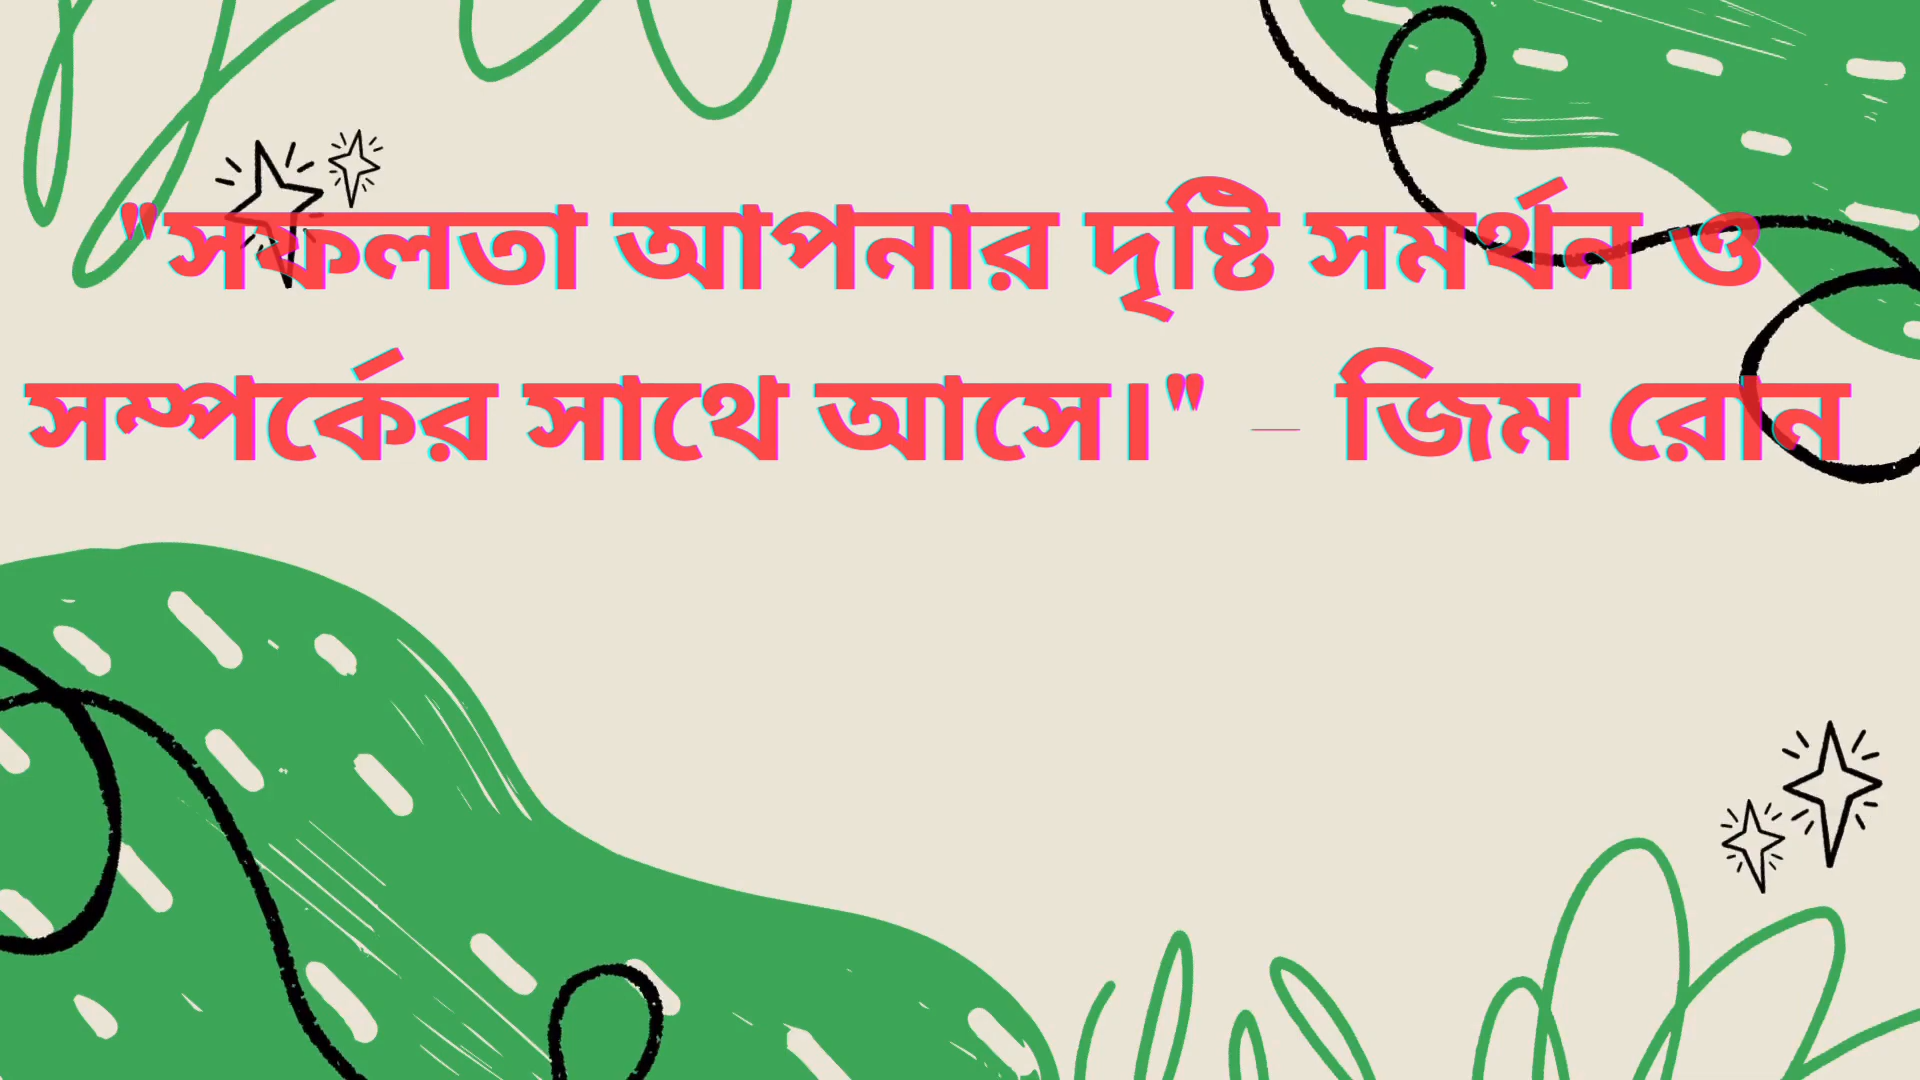 "সফলতা আপনার দৃষ্টি সমর্থন ও
সম্পর্কের সাথে আসে।" – জিম রোন